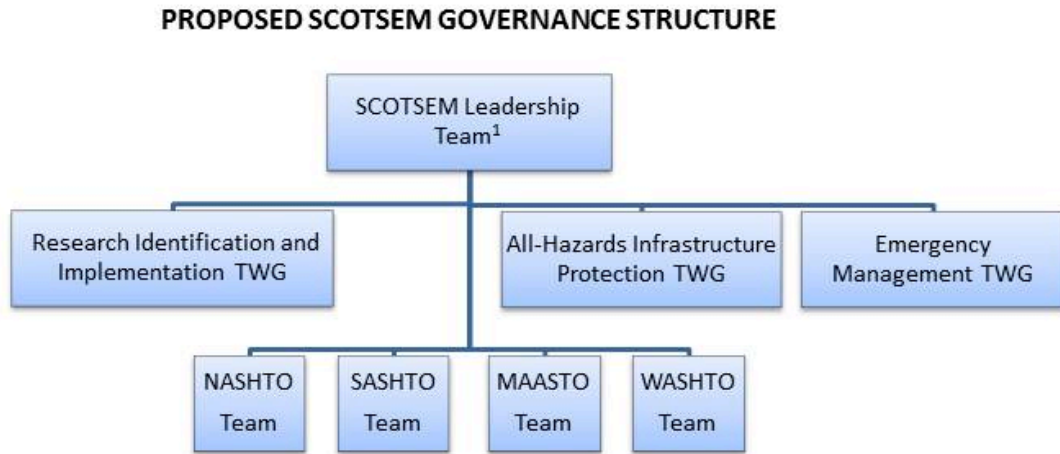 PROPOSED SCOTSEM GOVERNANCE STRUCTURE
SCOTSEM Leadership
Team¹
Research Identification and
Implementation TWG
All-Hazards Infrastructure
Protection TWG
Emergency
Management TWG
NASHTO
Team
SASHTO
Team
MAASTO
Team
WASHTO
Team